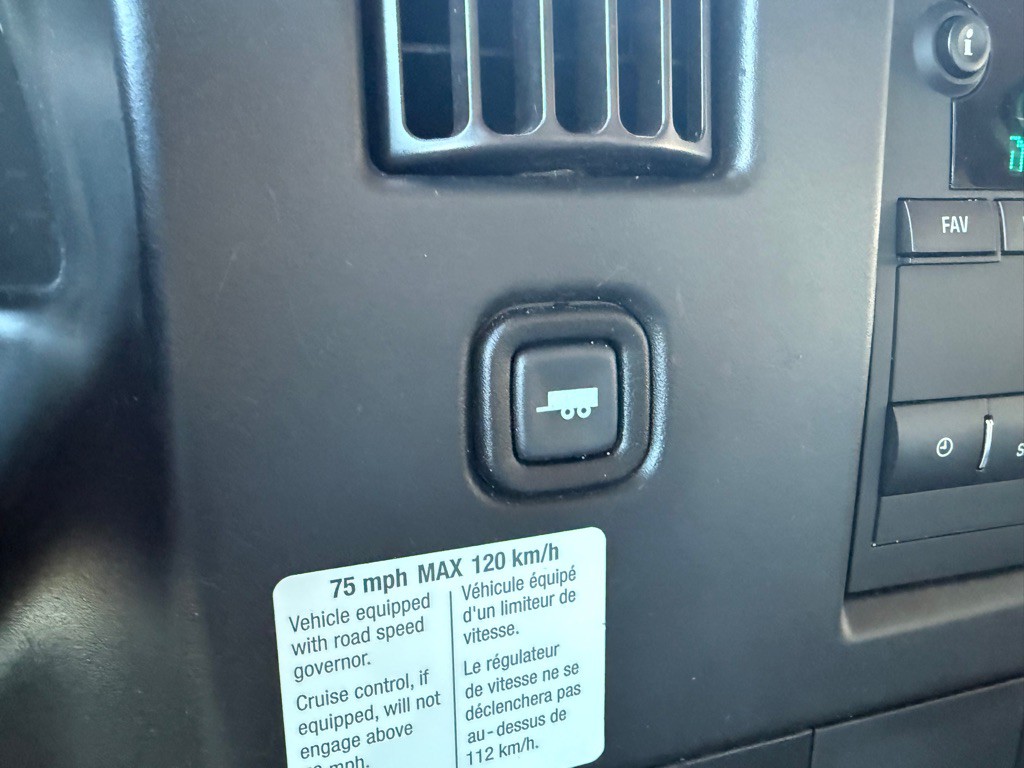 i
FAV
75 mph MAX 120 km/h
Vehicle equipped
with road speed
governor.
Cruise control, if
equipped, will not
engage above
mph.
Véhicule équipé
d'un limiteur de
vitesse.
Le régulateur
de vitesse ne se
déclenchera pas
au-dessus de
112 km/h.